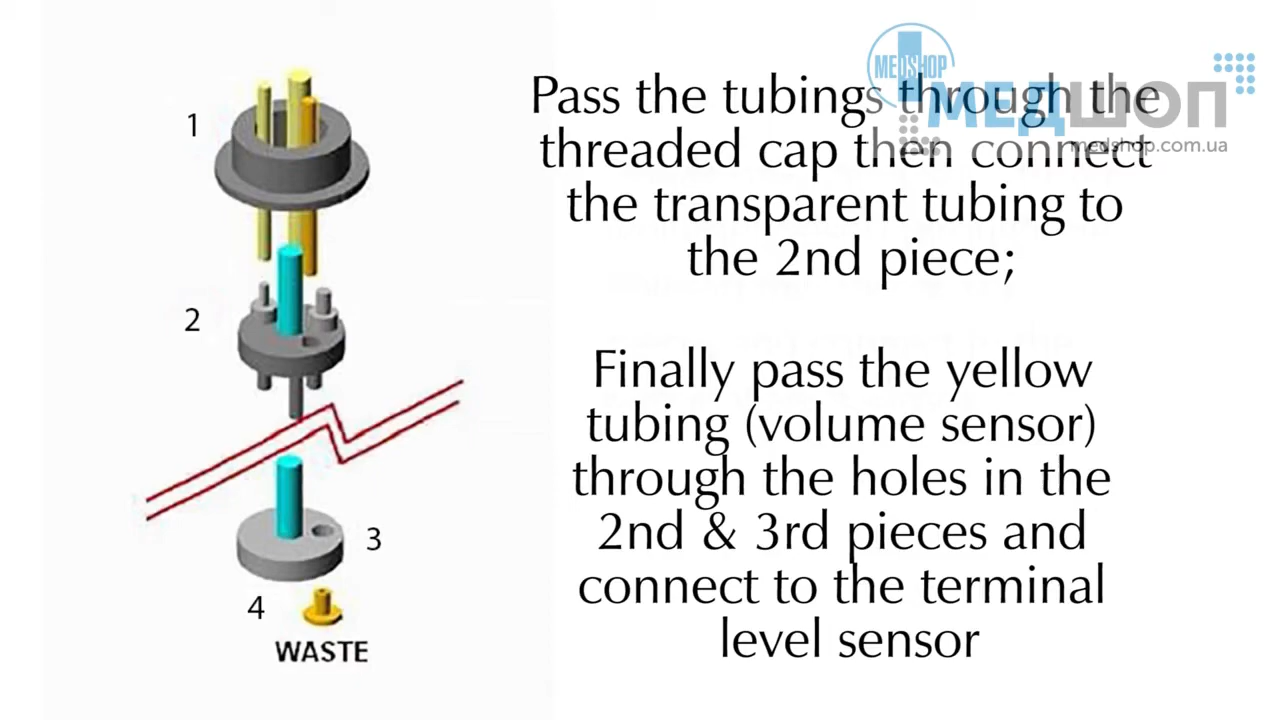 MEDSHOP
МЕДШОП
medshop.com.ua
Pass the tubings through the
threaded cap then connect
the transparent tubing to
the 2nd piece;
Finally pass the yellow
tubing (volume sensor)
through the holes in the
2nd & 3rd pieces and
connect to the terminal
level sensor
1
2
3
4
WASTE